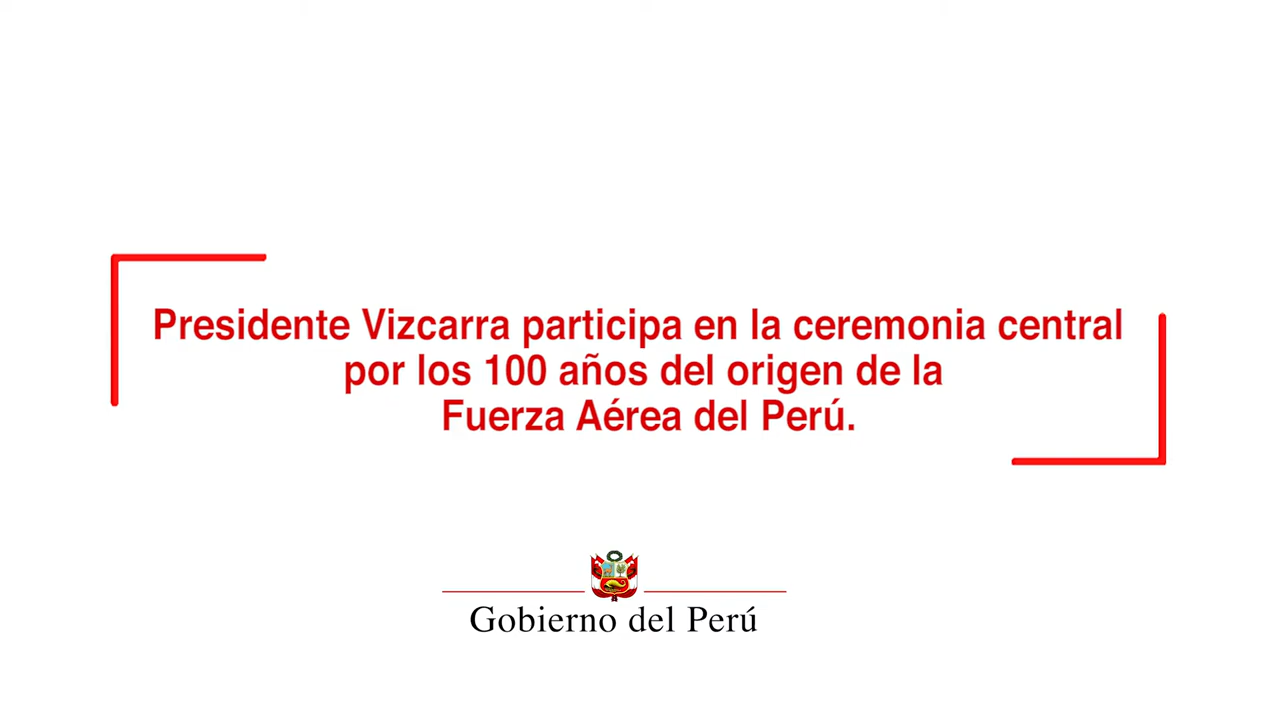 Presidente Vizcarra participa en la ceremonia central
por los 100 años del origen de la
Fuerza Aérea del Perú.
Gobierno del Perú